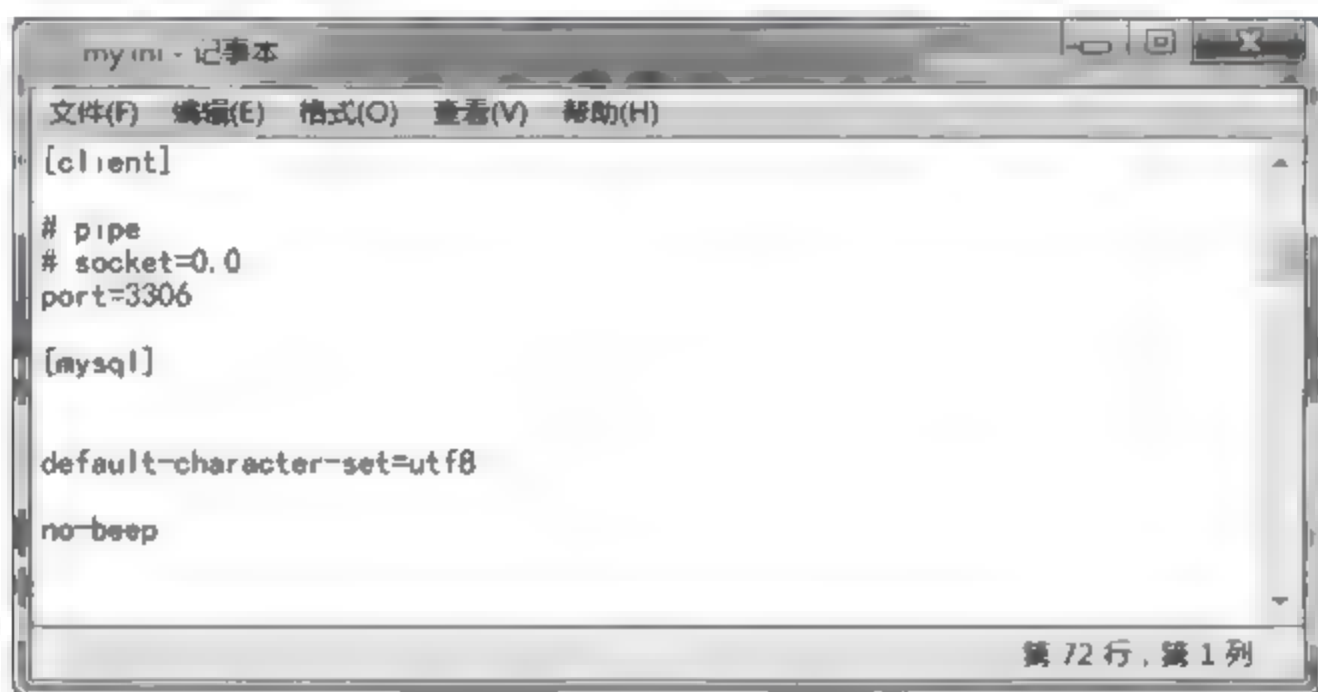 my.ini - 记事本
文件(F) 编辑(E) 格式(O) 查看(V) 帮助(H)
[client]
# pipe
# socket=0.0
port=3306
[mysql]
default-character-set=utf8
no-beep
第 72 行，第 1 列